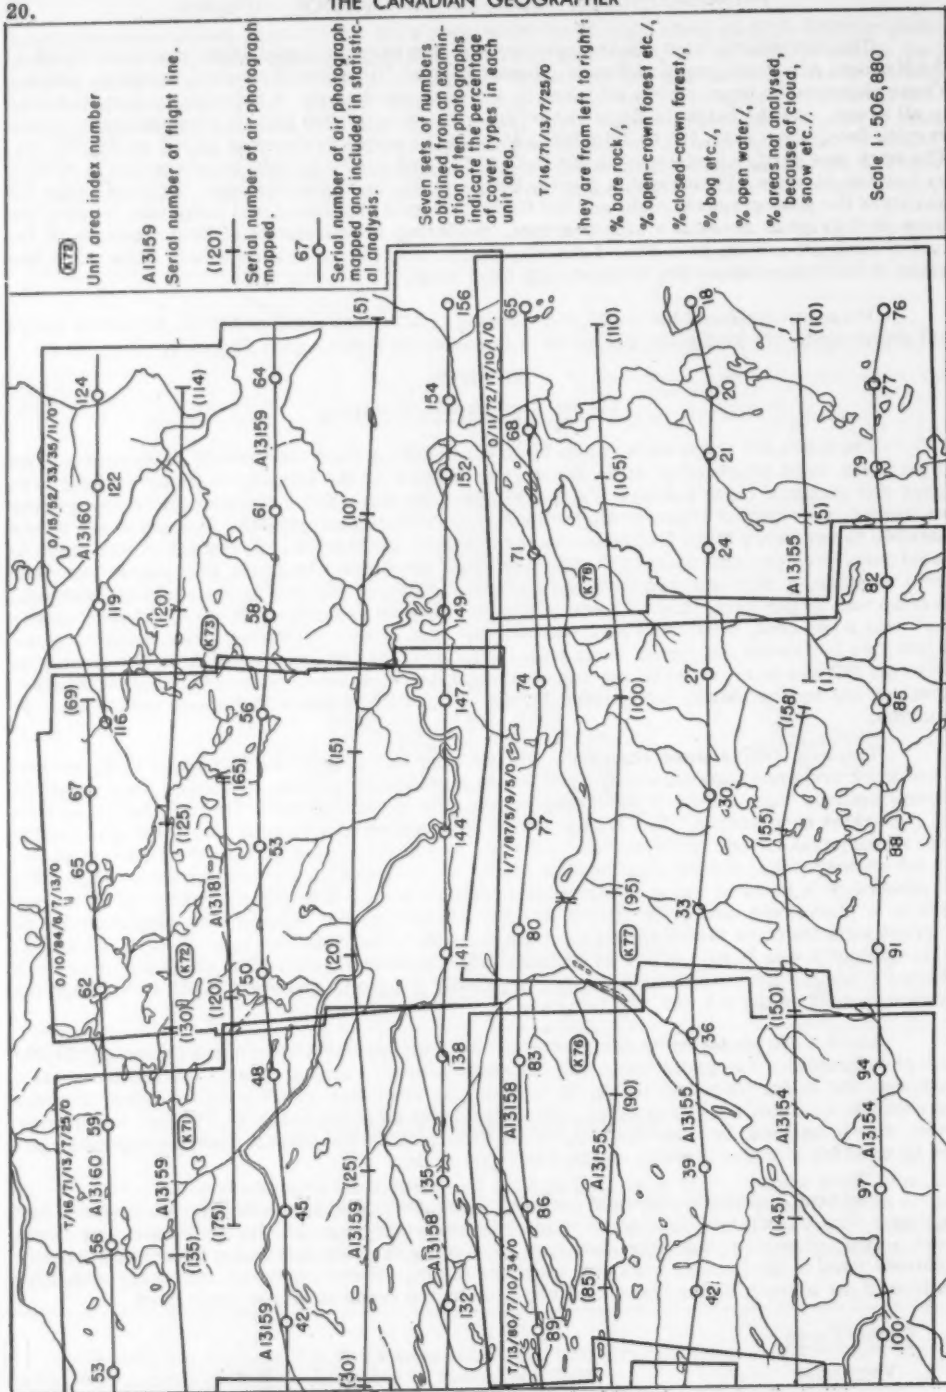 20.
THE CANADIAN GEOGRAPHER
K72
Unit area index number
A13159
Serial number of flight line.
(120)
Serial number of air photograph
mapped.
67
Serial number of air photograph
mapped and included in statistic-
al analysis.
Seven sets of numbers
obtained from an examin-
ation of ten photographs
indicate the percentage
of cover types in each
unit area.
T/16/71/13/77/25/0
they are from left to right:
% bare rock/,
% open-crown forest etc./,
% closed-crown forest/,
% bog etc./,
% open water/,
% areas not analysed,
because of cloud,
snow etc./.
Scale 1: 506,880
T/16/71/13/77/25/0
53
56
A13160
59
0/10/84/6/7/13/0
62
65
67
(69)
116
119
0/15/52/33/35/11/0
A13160
122
124
(135)
A13159
K71
(130)
K72
(125)
(120)
K73
(114)
(175)
(120)
A13181
(165)
A13159
42
45
48
50
53
56
58
61
A13159
64
(30)
A13159
(25)
(20)
(15)
(10)
(5)
132
A13158
135
138
141
144
147
149
152
154
156
T/13/80/7/10/34/0
89
86
A13158
83
80
77
1/7/87/5/9/5/0
74
71
68
0/11/72/17/10/1/0.
65
K76
K76
(85)
A13155
(90)
K77
(95)
(100)
(105)
(110)
42
39
A13155
36
33
30
27
24
21
20
18
(145)
A13154
(150)
(155)
(158)
(1)
A13155
(5)
(10)
100
97
A13154
94
91
88
85
82
79
77
76